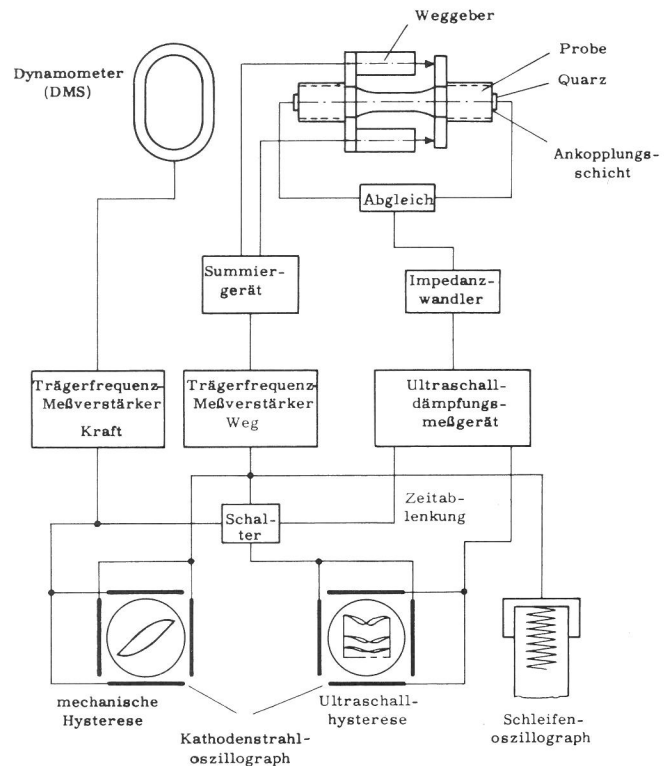 Weggeber
Probe
Quarz
Ankopplungs-
schicht
Dynamometer
(DMS)
Abgleich
Summier-
gerät
Impedanz-
wandler
Trägerfrequenz-
Meßverstärker
Kraft
Trägerfrequenz-
Meßverstärker
Weg
Ultraschall-
dämpfungs-
meßgerät
Zeitab-
lenkung
Schal-
ter
mechanische
Hysterese
Ultraschall-
hysterese
Kathodenstrahl-
oszillograph
Schleifen-
oszillograph